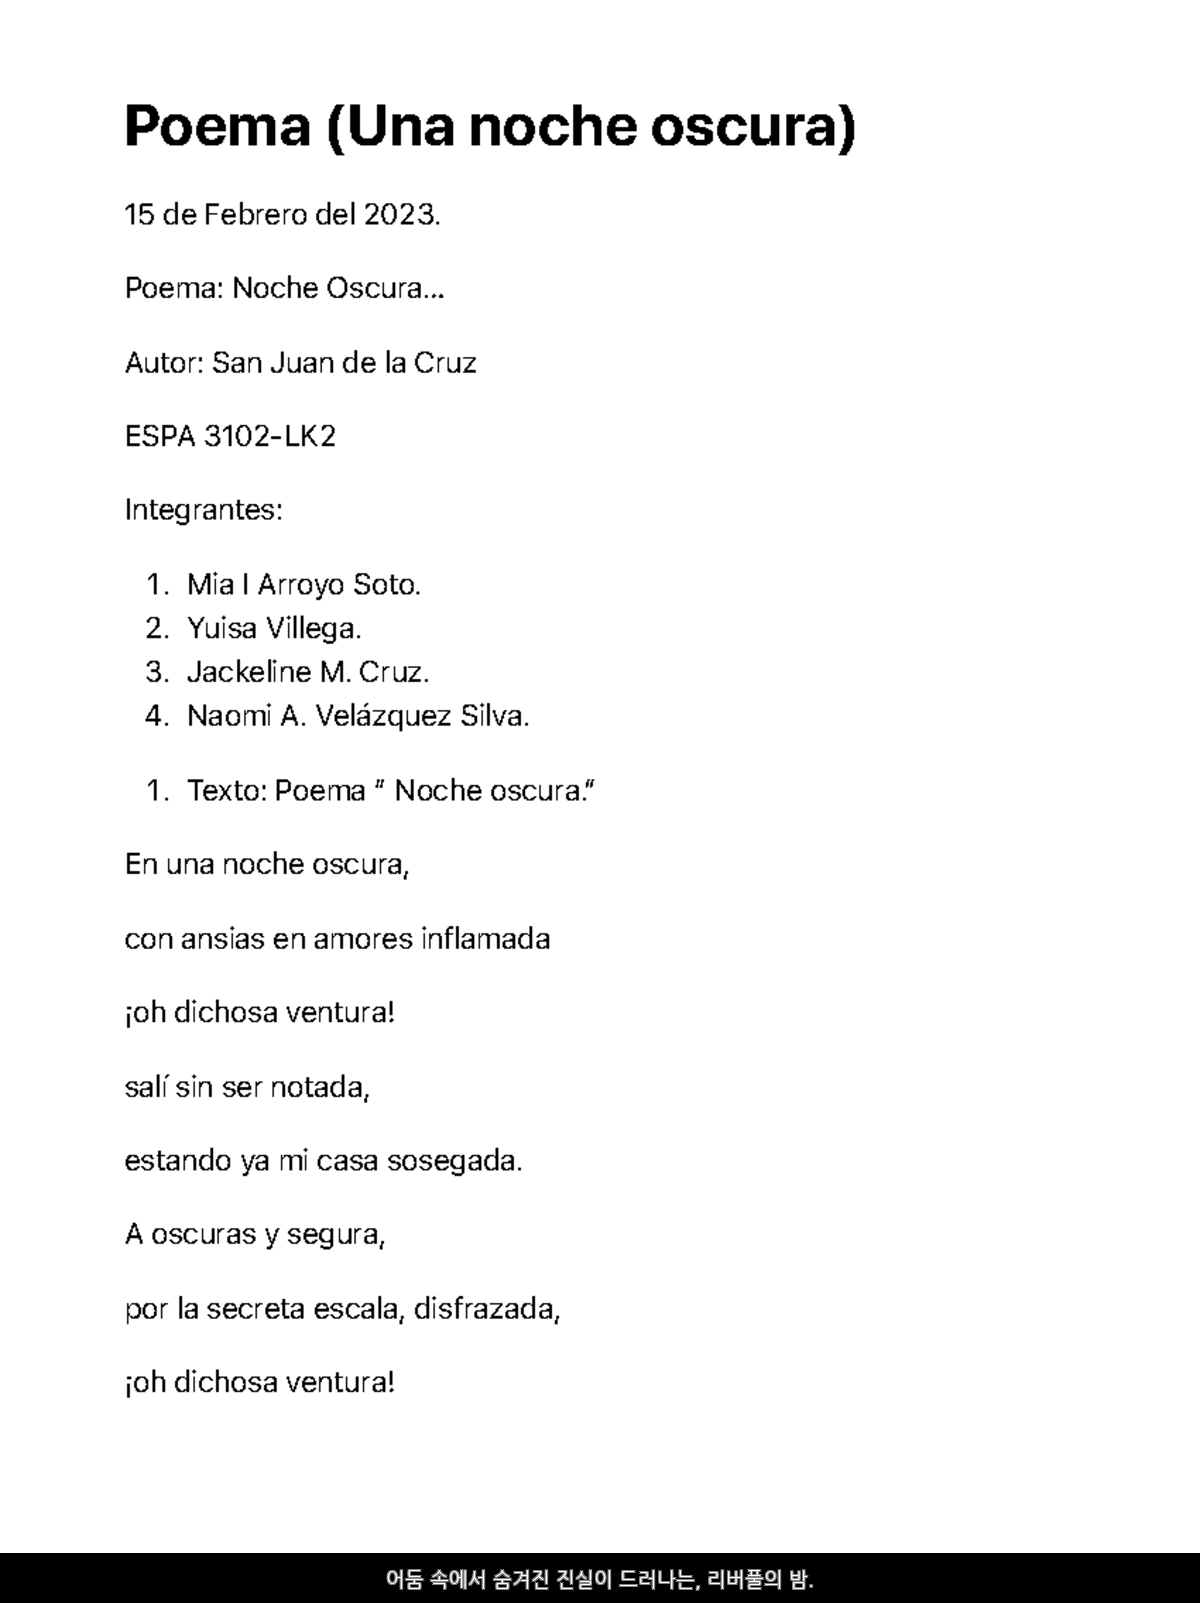 Poema (Una noche oscura)
15 de Febrero del 2023.
Poema: Noche Oscura...
Autor: San Juan de la Cruz
ESPA 3102-LK2
Integrantes:
1. Mia I Arroyo Soto.
2. Yuisa Villega.
3. Jackeline M. Cruz.
4. Naomi A. Velázquez Silva.
1. Texto: Poema “ Noche oscura.“
En una noche oscura,
con ansias en amores inflamada
¡oh dichosa ventura!
salí sin ser notada,
estando ya mi casa sosegada.
A oscuras y segura,
por la secreta escala, disfrazada,
¡oh dichosa ventura!
어둠 속에서 숨겨진 진실이 드러나는, 리버풀의 밤.